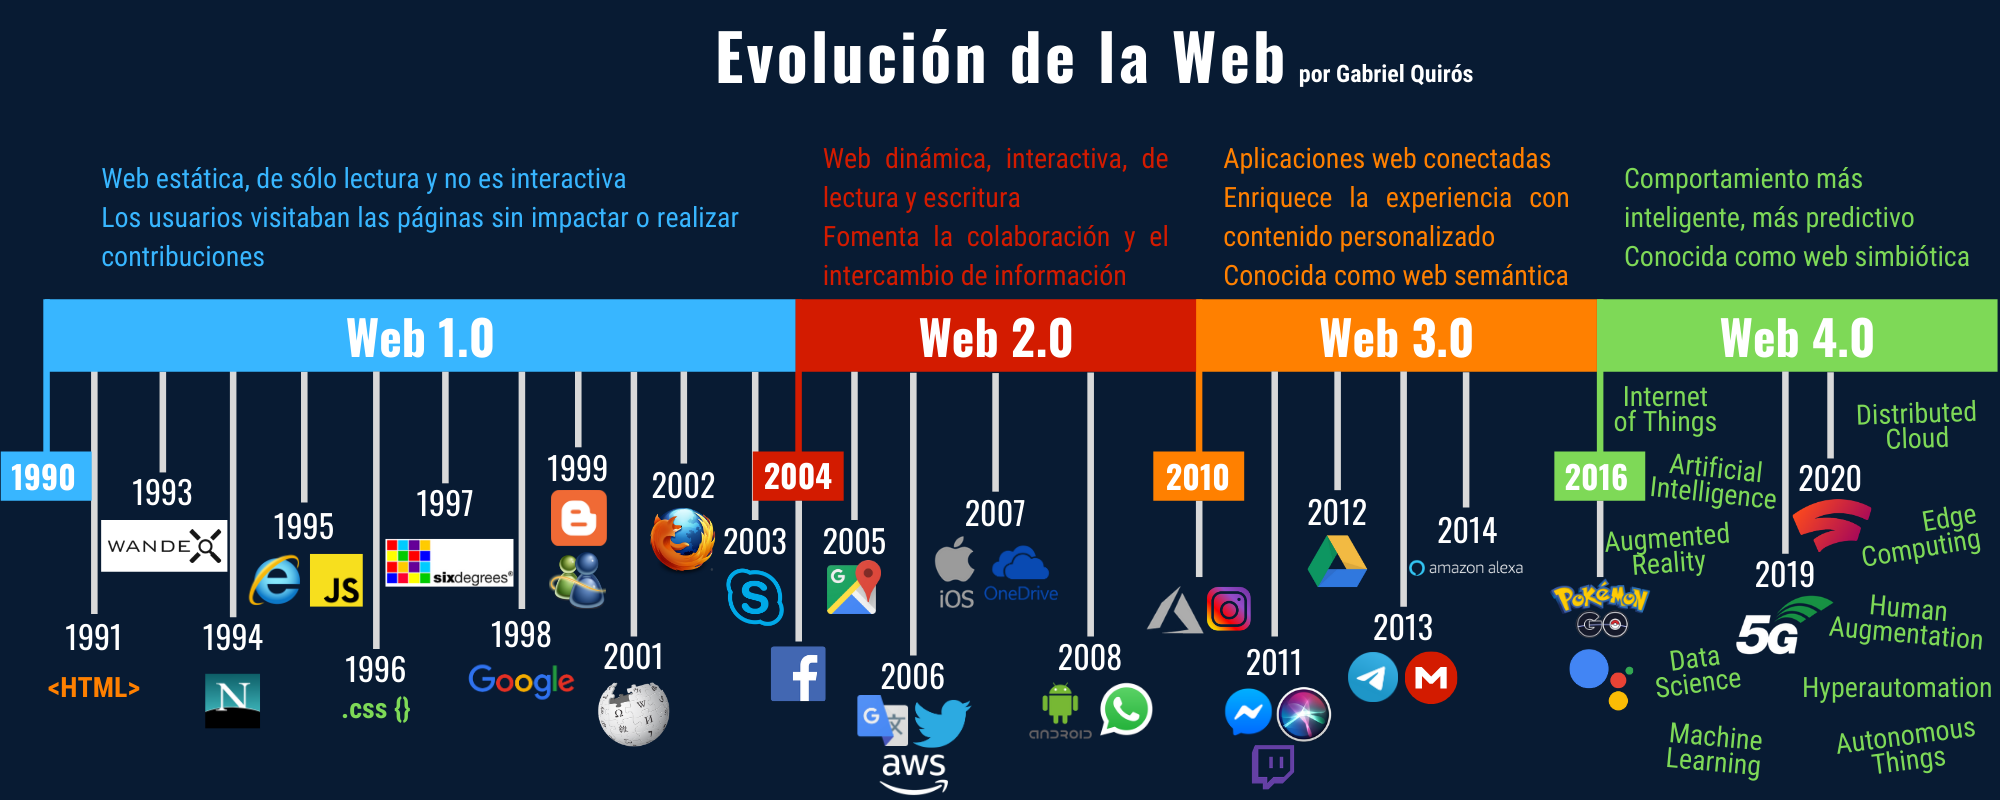 Evolución de la Web por Gabriel Quirós
Web estática, de sólo lectura y no es interactiva
Los usuarios visitaban las páginas sin impactar o realizar
contribuciones
Web dinámica, interactiva, de
lectura y escritura
Fomenta la colaboración y el
intercambio de información
Aplicaciones web conectadas
Enriquece la experiencia con
contenido personalizado
Conocida como web semántica
Comportamiento más
inteligente, más predictivo
Conocida como web simbiótica
Web 1.0
Web 2.0
Web 3.0
Web 4.0
1990
1991
<HTML>
1993
WANDEX
1994
N
1995
e
JS
1996
.css {}
1997
sixdegrees®
1998
Google
1999
B
2001
Ω W И
2002
2003
S
2004
f
2005
G
2006
G 文
aws
2007
iOS
OneDrive
2008
ANDROID
2010
2011
2012
2013
M
2014
amazon alexa
2016
POKéMON
GO
Internet
of Things
Artificial
Intelligence
Augmented
Reality
Data
Science
Machine
Learning
2019
5G
2020
Distributed
Cloud
Edge
Computing
Human
Augmentation
Hyperautomation
Autonomous
Things